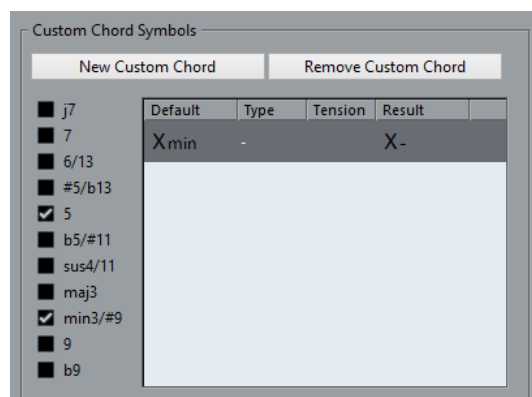 Custom Chord Symbols
New Custom Chord Remove Custom Chord
j7
7
6/13
#5/b13
5
b5/#11
sus4/11
maj3
min3/#9
9
b9
Default Type Tension Result
Xmin - X-